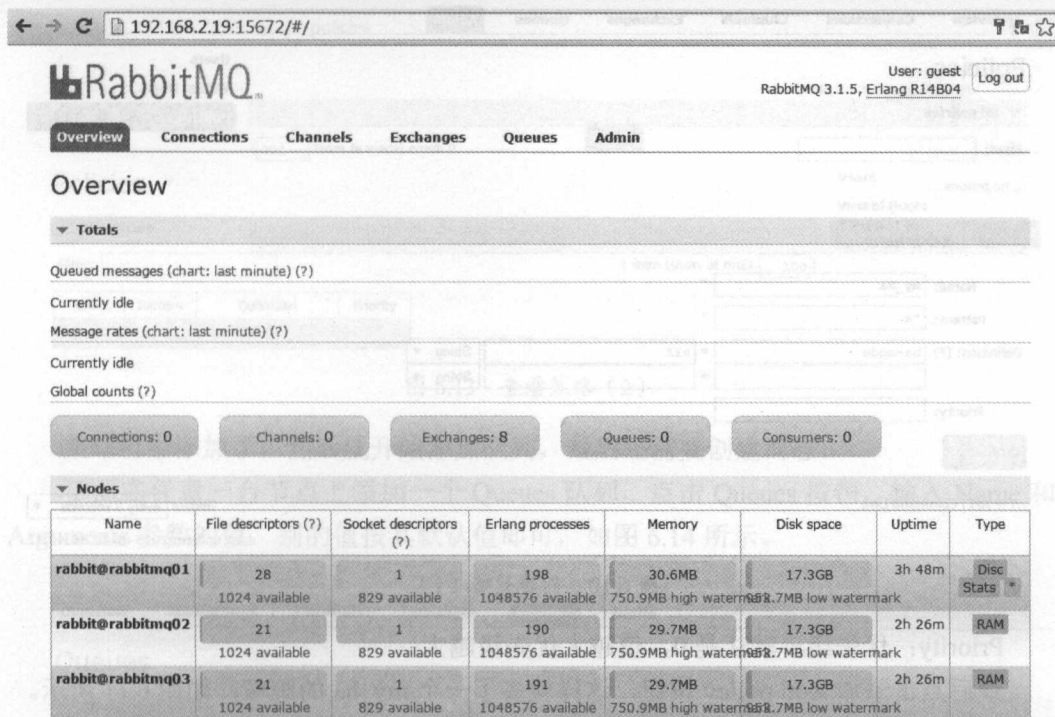 192.168.2.19:15672/#/
RabbitMQ
User: guest
Log out
RabbitMQ 3.1.5, Erlang R14B04
Overview Connections Channels Exchanges Queues Admin
Overview
Totals
Queued messages (chart: last minute) (?)
Currently idle
Message rates (chart: last minute) (?)
Currently idle
Global counts (?)
Connections: 0 Channels: 0 Exchanges: 8 Queues: 0 Consumers: 0
Nodes
Name File descriptors (?) Socket descriptors (?) Erlang processes Memory Disk space Uptime Type
rabbit@rabbitmq01 28 1 198 30.6MB 17.3GB 3h 48m Disc Stats *
1024 available 829 available 1048576 available 750.9MB high watermark 953.7MB low watermark
rabbit@rabbitmq02 21 1 190 29.7MB 17.3GB 2h 26m RAM
1024 available 829 available 1048576 available 750.9MB high watermark 953.7MB low watermark
rabbit@rabbitmq03 21 1 191 29.7MB 17.3GB 2h 26m RAM
1024 available 829 available 1048576 available 750.9MB high watermark 953.7MB low watermark